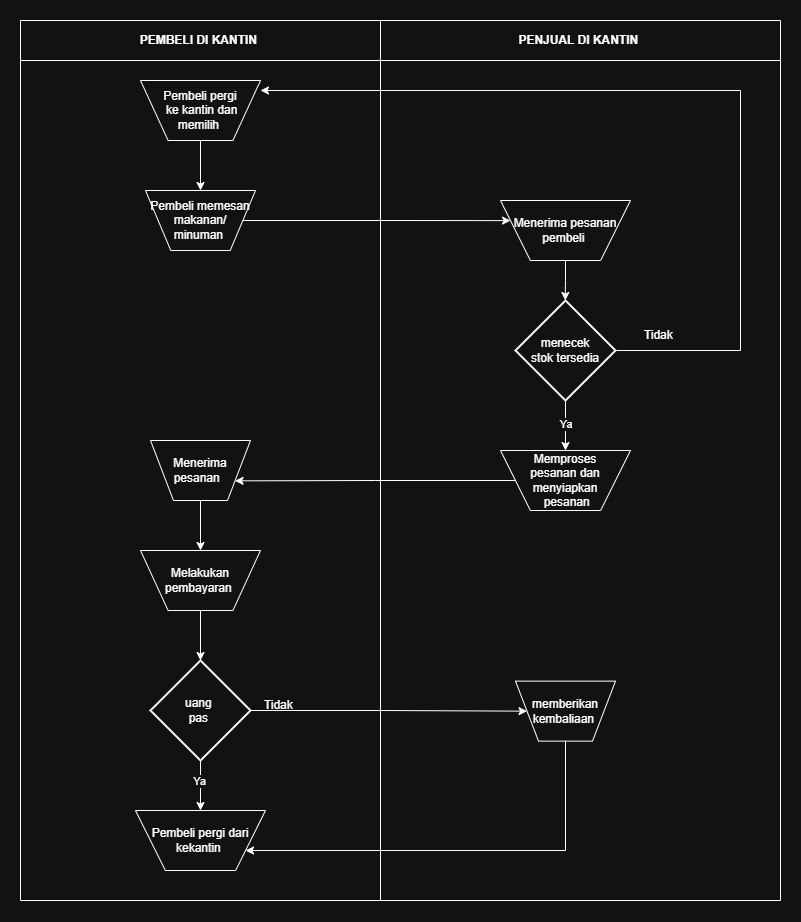 PEMBELI DI KANTIN
PENJUAL DI KANTIN
Pembeli pergi
ke kantin dan
memilih
Pembeli memesan
makanan/
minuman
Menerima pesanan
pembeli
menecek
stok tersedia
Tidak
Ya
Memproses
pesanan dan
menyiapkan
pesanan
Menerima
pesanan
Melakukan
pembayaran
uang
pas
Tidak
memberikan
kembaliaan
Ya
Pembeli pergi dari
kekantin